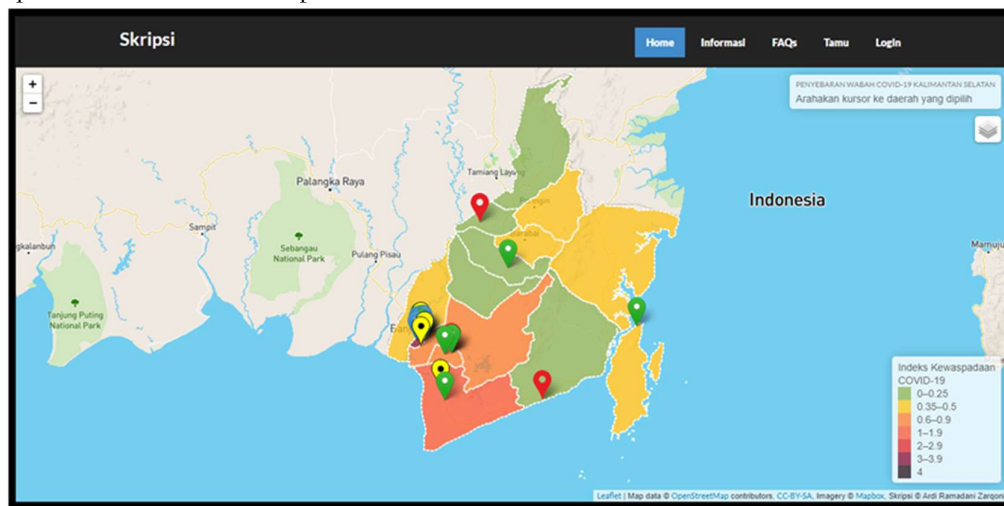 Skripsi
Home Informasi FAQs Tamu Login
+
−
PENYEBARAN WABAH COVID-19 KALIMANTAN SELATAN
Arahakan kursor ke daerah yang dipilih
Tamiang Layang
Palangka Raya
Indonesia
Sampit
gkalanbun
Sebangau
National Park
Pulang Pisau
Mamuju
Tanjung Puting
National Park
Indeks Kewaspadaan
COVID-19
0–0.25
0.35–0.5
0.6–0.9
1–1.9
2–2.9
3–3.9
4
Leaflet | Map data © OpenStreetMap contributors, CC-BY-SA, Imagery © Mapbox, Skripsi © Ardi Ramadani Zarqoni